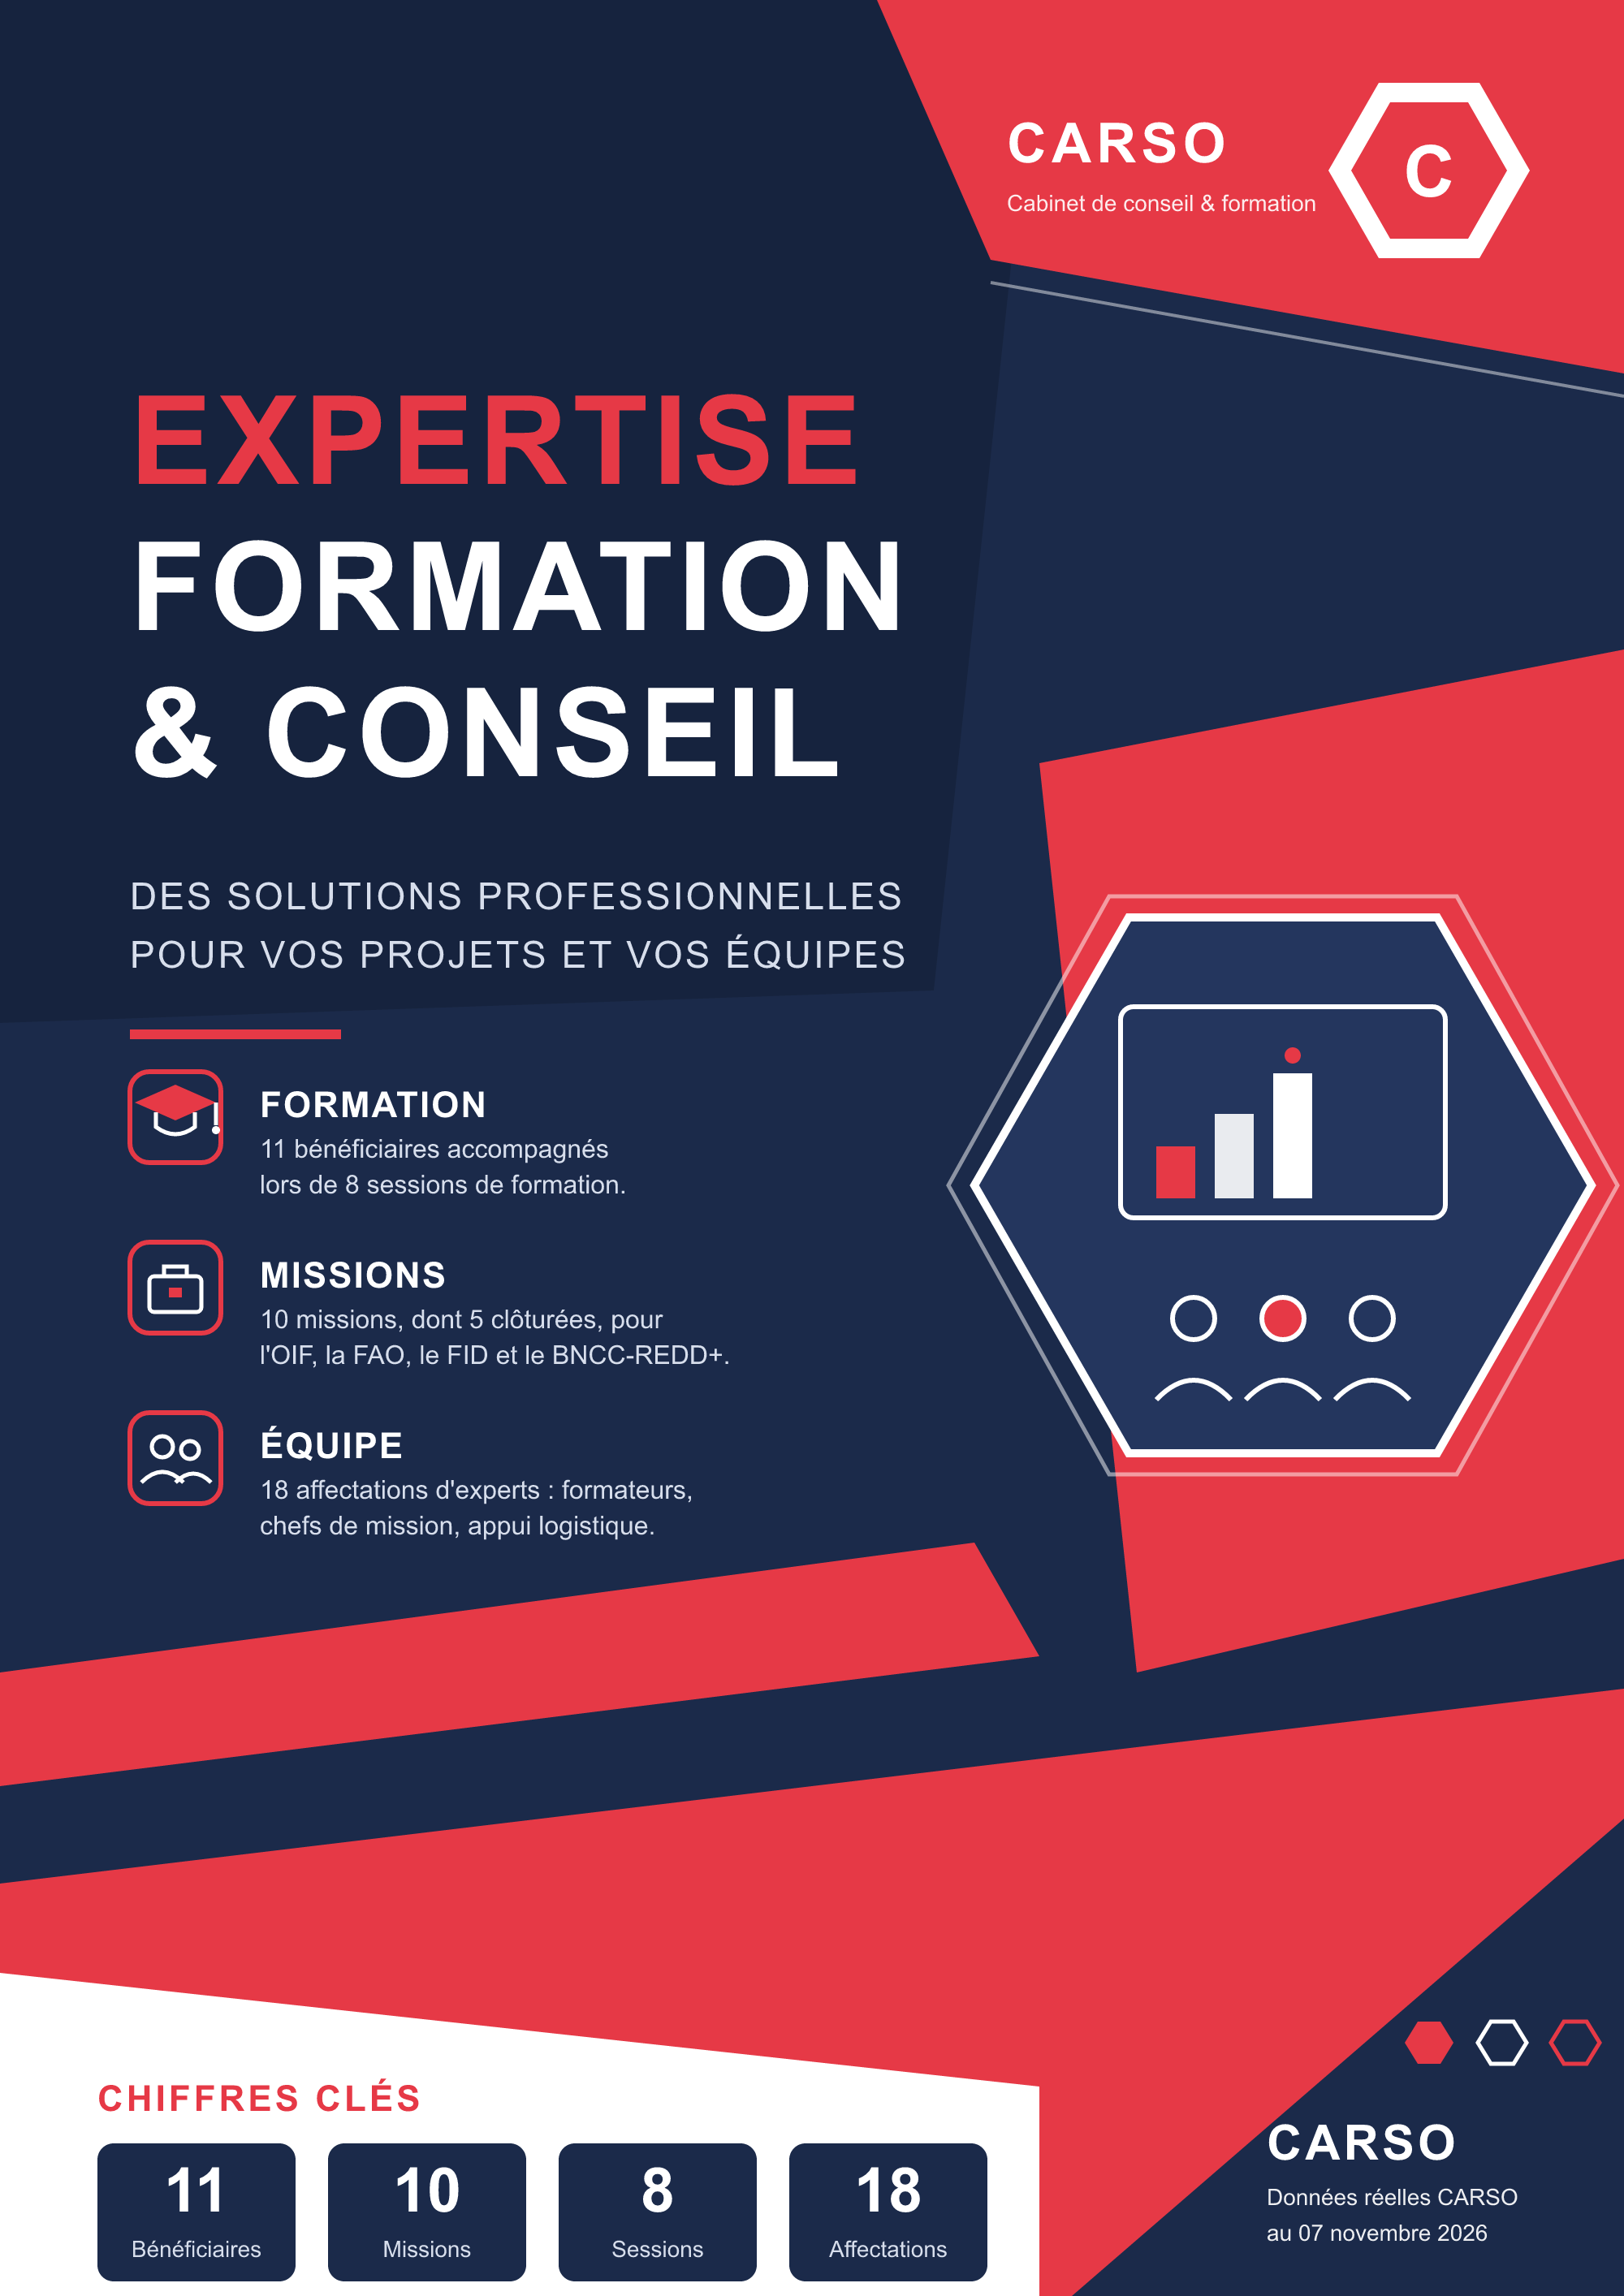 CARSO
Cabinet de conseil & formation
C
EXPERTISE
FORMATION
& CONSEIL
DES SOLUTIONS PROFESSIONNELLES
POUR VOS PROJETS ET VOS ÉQUIPES
FORMATION
11 bénéficiaires accompagnés
lors de 8 sessions de formation.
MISSIONS
10 missions, dont 5 clôturées, pour
l'OIF, la FAO, le FID et le BNCC-REDD+.
ÉQUIPE
18 affectations d'experts : formateurs,
chefs de mission, appui logistique.
CHIFFRES CLÉS
11
Bénéficiaires
10
Missions
8
Sessions
18
Affectations
CARSO
Données réelles CARSO
au 07 novembre 2026